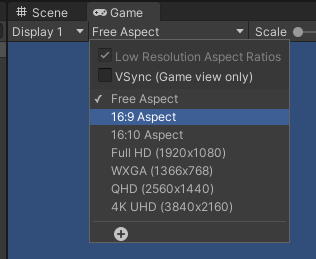 Scene Game
Display 1 Free Aspect Scale
Low Resolution Aspect Ratios
VSync (Game view only)
Free Aspect
16:9 Aspect
16:10 Aspect
Full HD (1920x1080)
WXGA (1366x768)
QHD (2560x1440)
4K UHD (3840x2160)